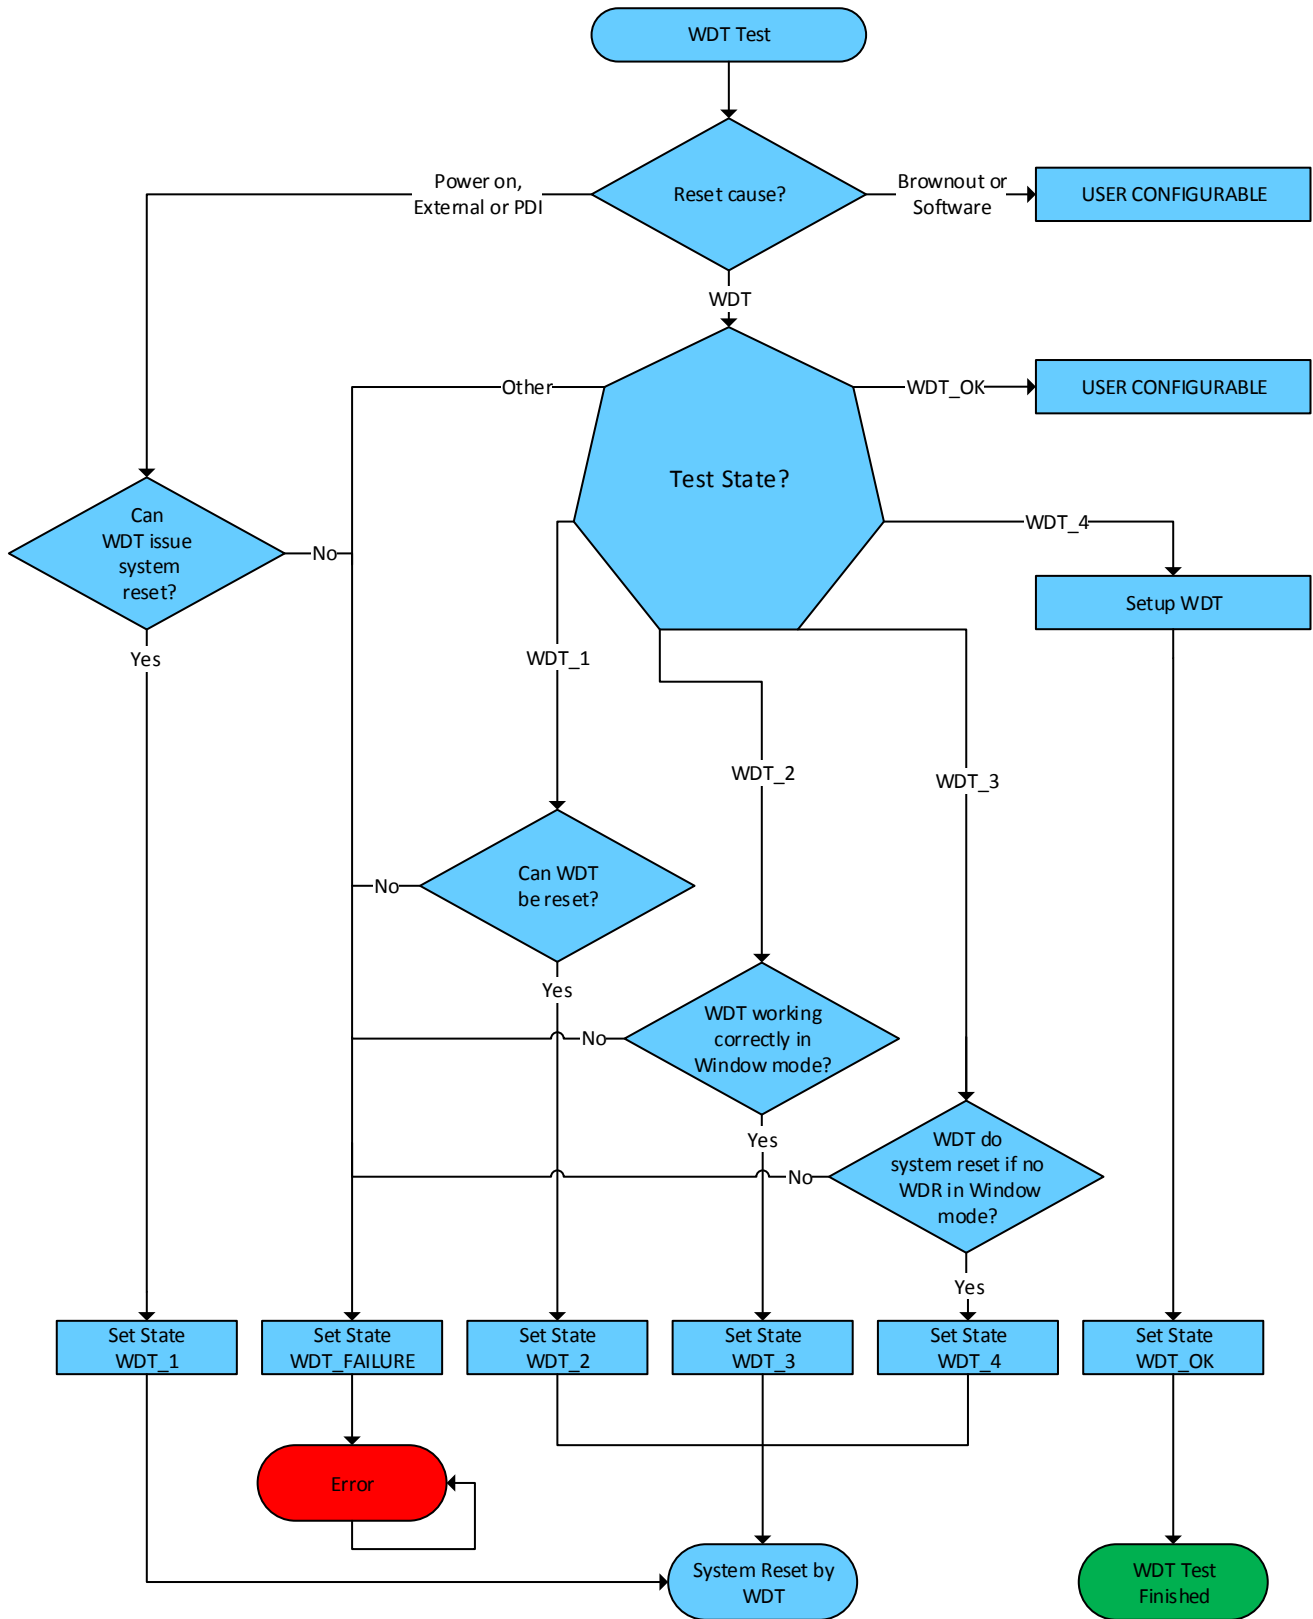 WDT Test
Power on,
External or PDI
Reset cause?
Brownout or
Software
USER CONFIGURABLE
WDT
Other
WDT_OK
USER CONFIGURABLE
Test State?
Can
WDT issue
system
reset?
No
WDT_4
Setup WDT
Yes
WDT_1
WDT_2
WDT_3
Can WDT
be reset?
No
Yes
WDT working
correctly in
Window mode?
No
Yes
WDT do
system reset if no
WDR in Window
mode?
No
Yes
Set State
WDT_1
Set State
WDT_FAILURE
Set State
WDT_2
Set State
WDT_3
Set State
WDT_4
Set State
WDT_OK
Error
System Reset by
WDT
WDT Test
Finished